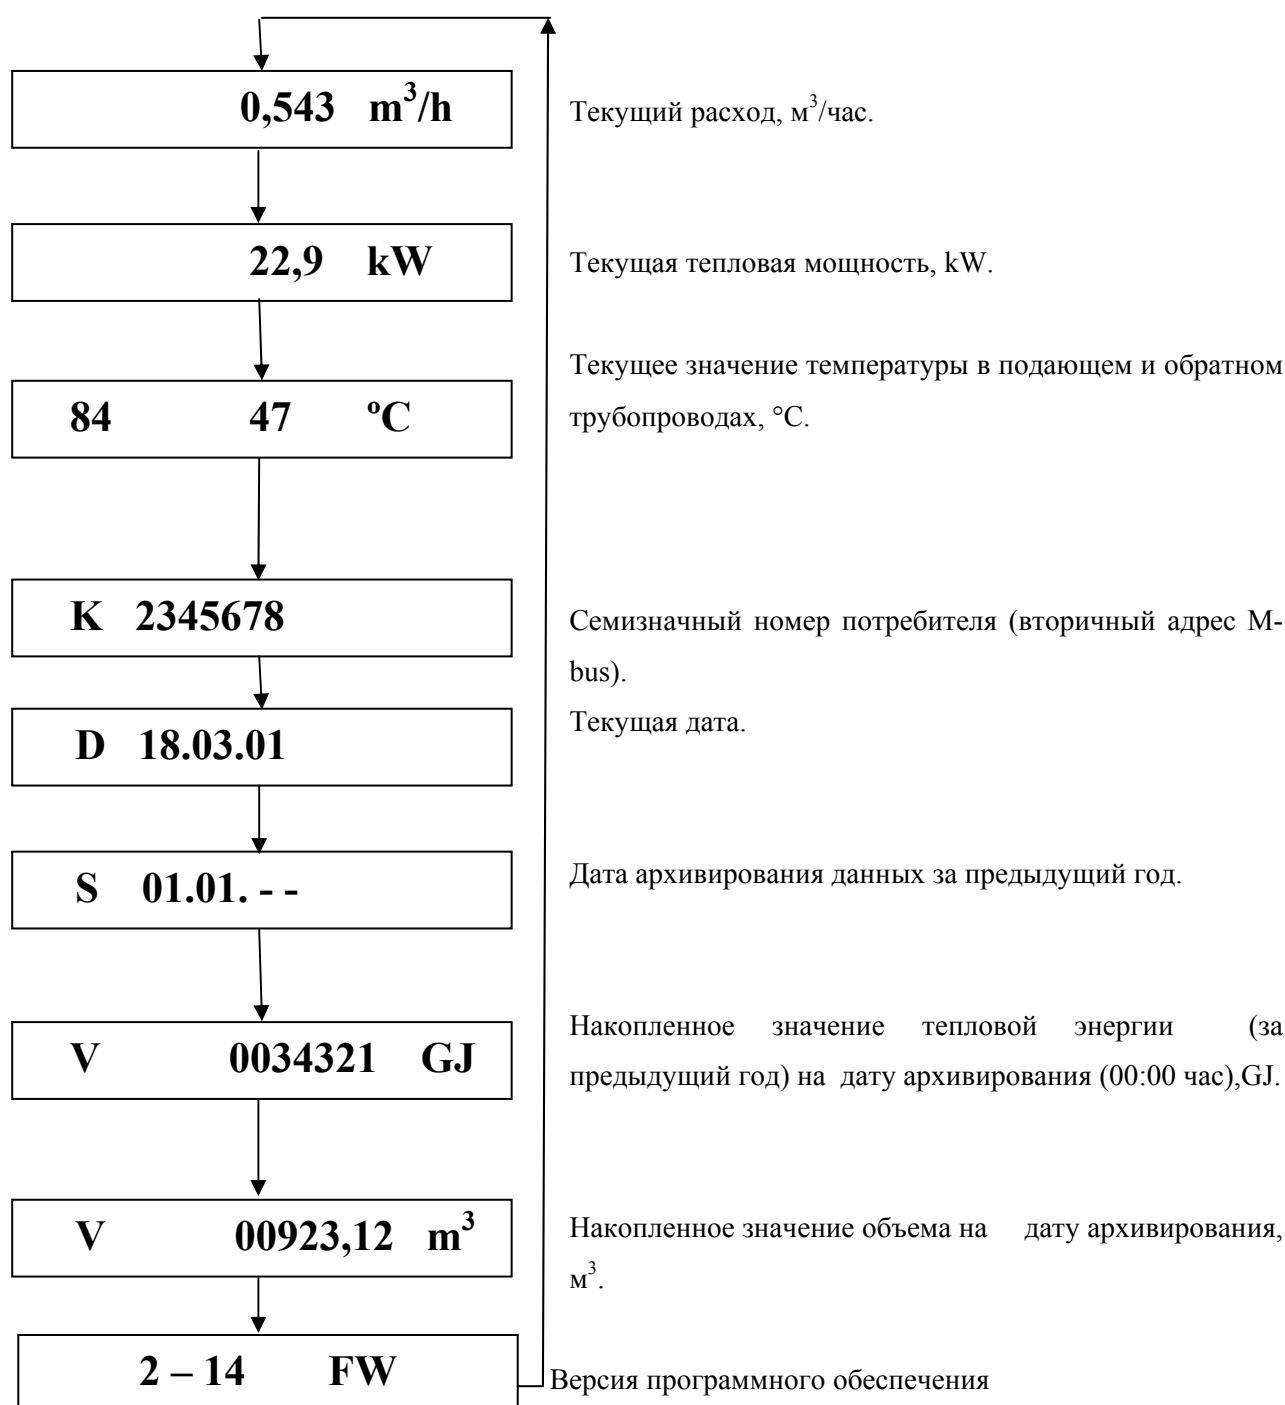 0,543 m³/h
Текущий расход, м³/час.
22,9 kW
Текущая тепловая мощность, kW.
Текущее значение температуры в подающем и обратном
трубопроводах, °С.
84 47 ºC
K 2345678
Семизначный номер потребителя (вторичный адрес M-
bus).
D 18.03.01
Текущая дата.
S 01.01. - -
Дата архивирования данных за предыдущий год.
V 0034321 GJ
Накопленное значение тепловой энергии (за
предыдущий год) на дату архивирования (00:00 час),GJ.
V 00923,12 m³
Накопленное значение объема на дату архивирования,
м³.
2 – 14 FW
Версия программного обеспечения